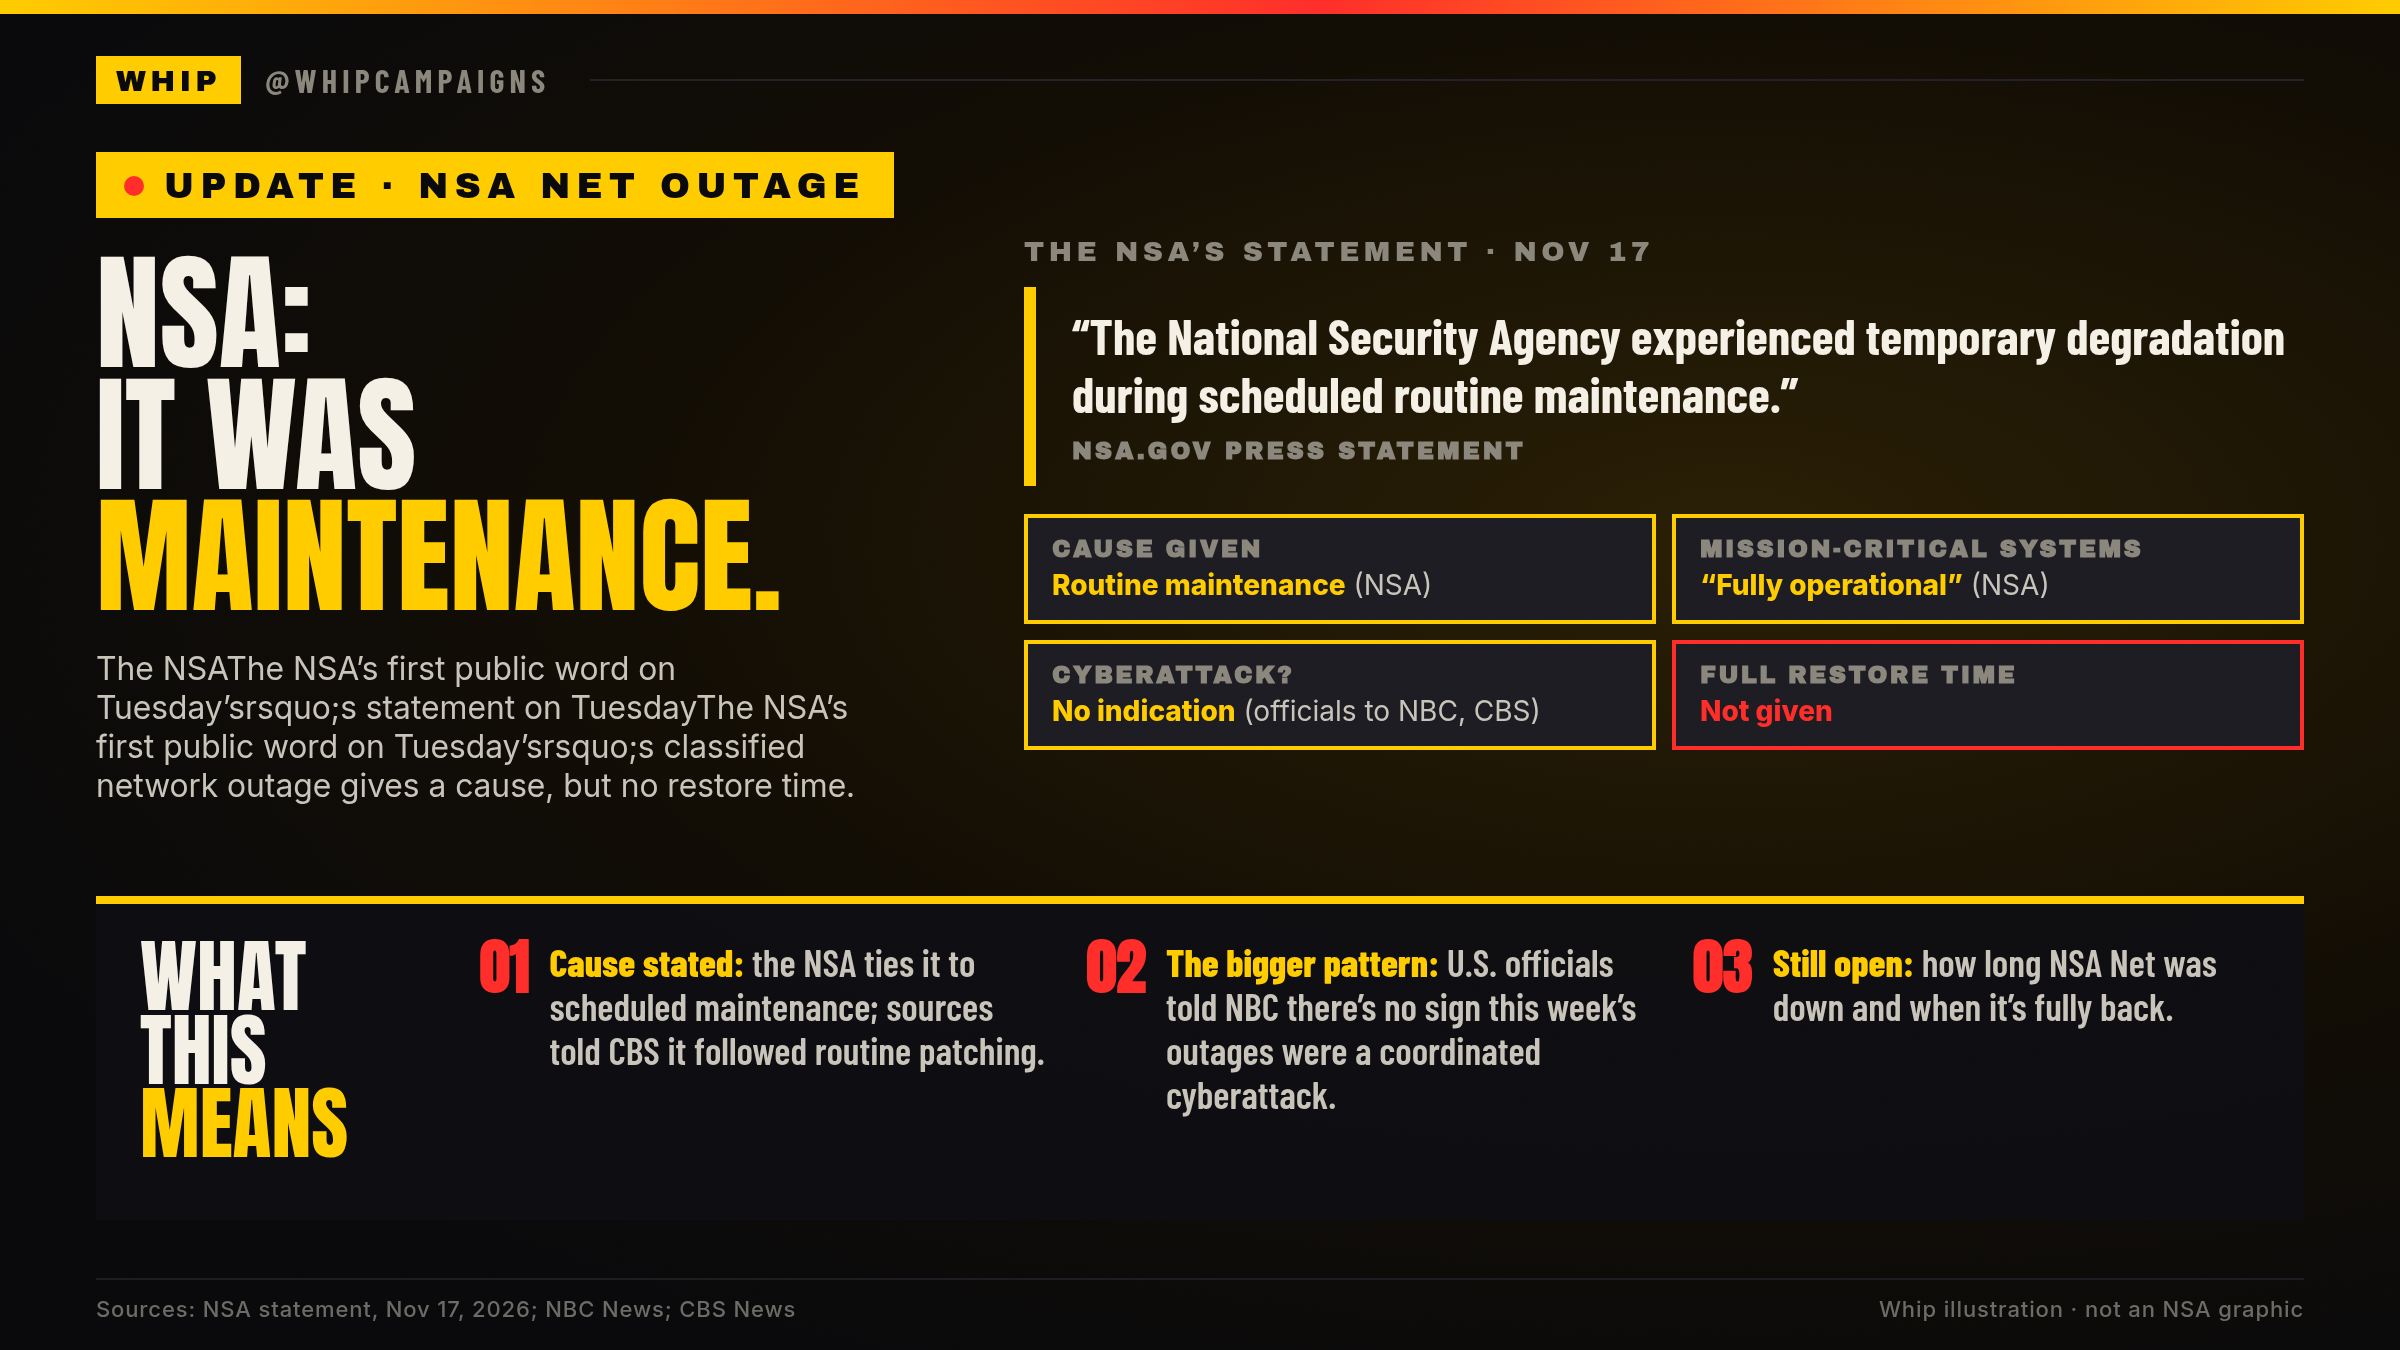 WHIP @WHIPCAMPAIGNS
UPDATE · NSA NET OUTAGE
NSA:
IT WAS
MAINTENANCE.
The NSAThe NSA’s first public word on
Tuesday’srsquo;s statement on TuesdayThe NSA’s
first public word on Tuesday’srsquo;s classified
network outage gives a cause, but no restore time.
THE NSA’S STATEMENT · NOV 17
“The National Security Agency experienced temporary degradation
during scheduled routine maintenance.”
NSA.GOV PRESS STATEMENT
CAUSE GIVEN
Routine maintenance (NSA)
MISSION-CRITICAL SYSTEMS
“Fully operational” (NSA)
CYBERATTACK?
No indication (officials to NBC, CBS)
FULL RESTORE TIME
Not given
WHAT
THIS
MEANS
01 Cause stated: the NSA ties it to
scheduled maintenance; sources
told CBS it followed routine patching.
02 The bigger pattern: U.S. officials
told NBC there’s no sign this week’s
outages were a coordinated
cyberattack.
03 Still open: how long NSA Net was
down and when it’s fully back.
Sources: NSA statement, Nov 17, 2026; NBC News; CBS News
Whip illustration · not an NSA graphic